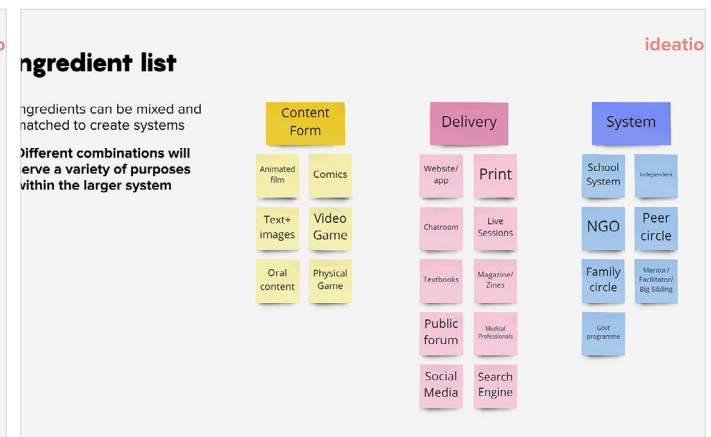 ideatio
ngredient list
ngredients can be mixed and
natched to create systems
Different combinations will
erve a variety of purposes
within the larger system
Content
Form
Animated
film
Comics
Text+
images
Video
Game
Oral
content
Physical
Game
Delivery
Website/
app
Print
Chatroom
Live
Sessions
Textbooks
Magazine/
Zines
Public
forum
Medical
Professionals
Social
Media
Search
Engine
System
School
System
Independent
NGO
Peer
circle
Family
circle
Mentor/
Facilitator/
Big Sibling
Govt
programme